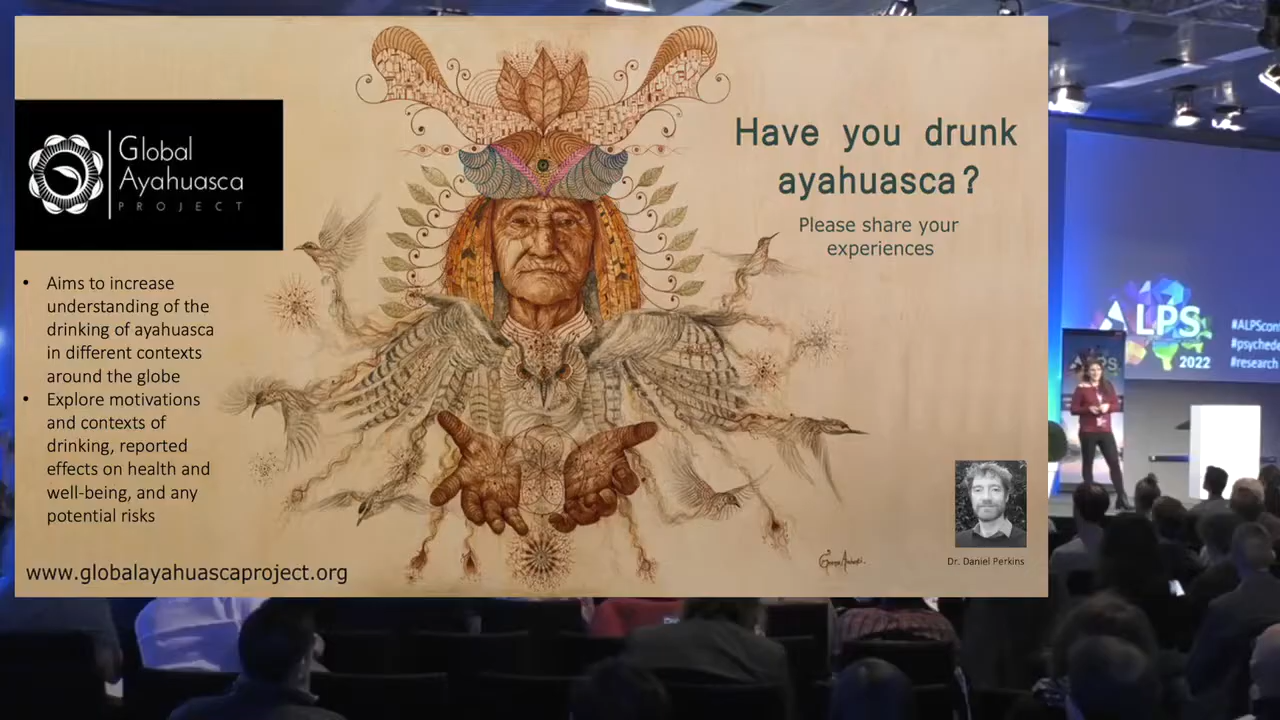 Global
Ayahuasca
PROJECT
Have you drunk
ayahuasca?
Please share your
experiences
• Aims to increase
understanding of the
drinking of ayahuasca
in different contexts
around the globe
• Explore motivations
and contexts of
drinking, reported
effects on health and
well-being, and any
potential risks
www.globalayahuascaproject.org
Dr. Daniel Perkins
ALPS
2022
#ALPScon
#psychede
#research
ALPS